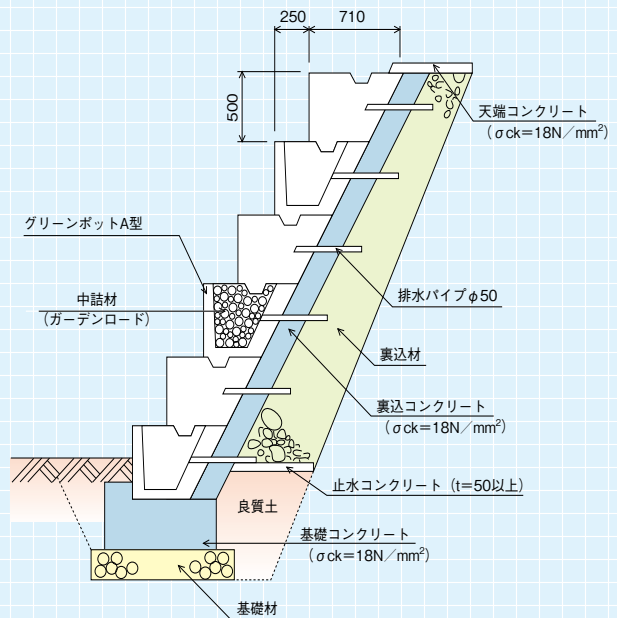 250 710
500
天端コンクリート
(σck=18N/mm²)
グリーンポットA型
中詰材
(ガーデンロード)
排水パイプφ50
裏込材
裏込コンクリート
(σck=18N/mm²)
止水コンクリート(t=50以上)
良質土
基礎コンクリート
(σck=18N/mm²)
基礎材